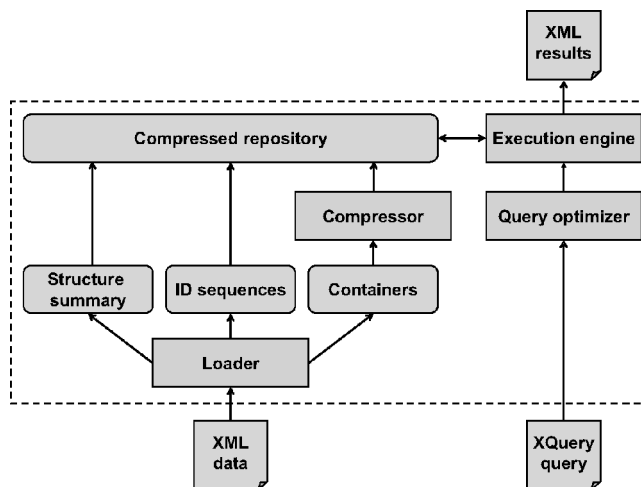 XML
results
Compressed repository
Execution engine
Compressor
Query optimizer
Structure
summary
ID sequences
Containers
Loader
XML
data
XQuery
query